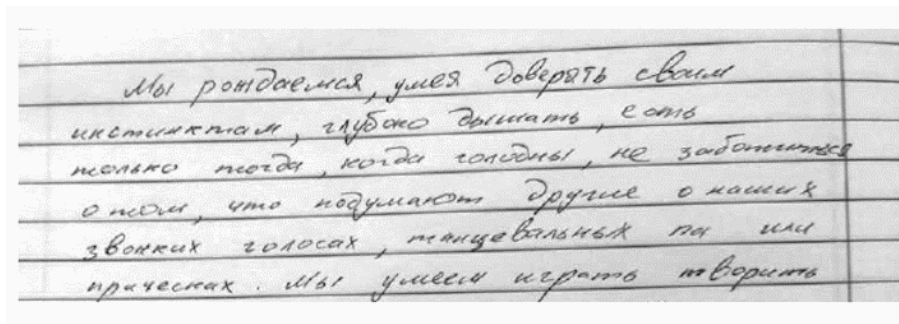 Мы рождаемся, умея доверять своим
инстинктам, глубоко дышать, есть
только тогда, когда голодны, не заботиться
о том, что подумают другие о наших
звонких голосах, танцевальных па или
прическах. Мы умеем играть творить